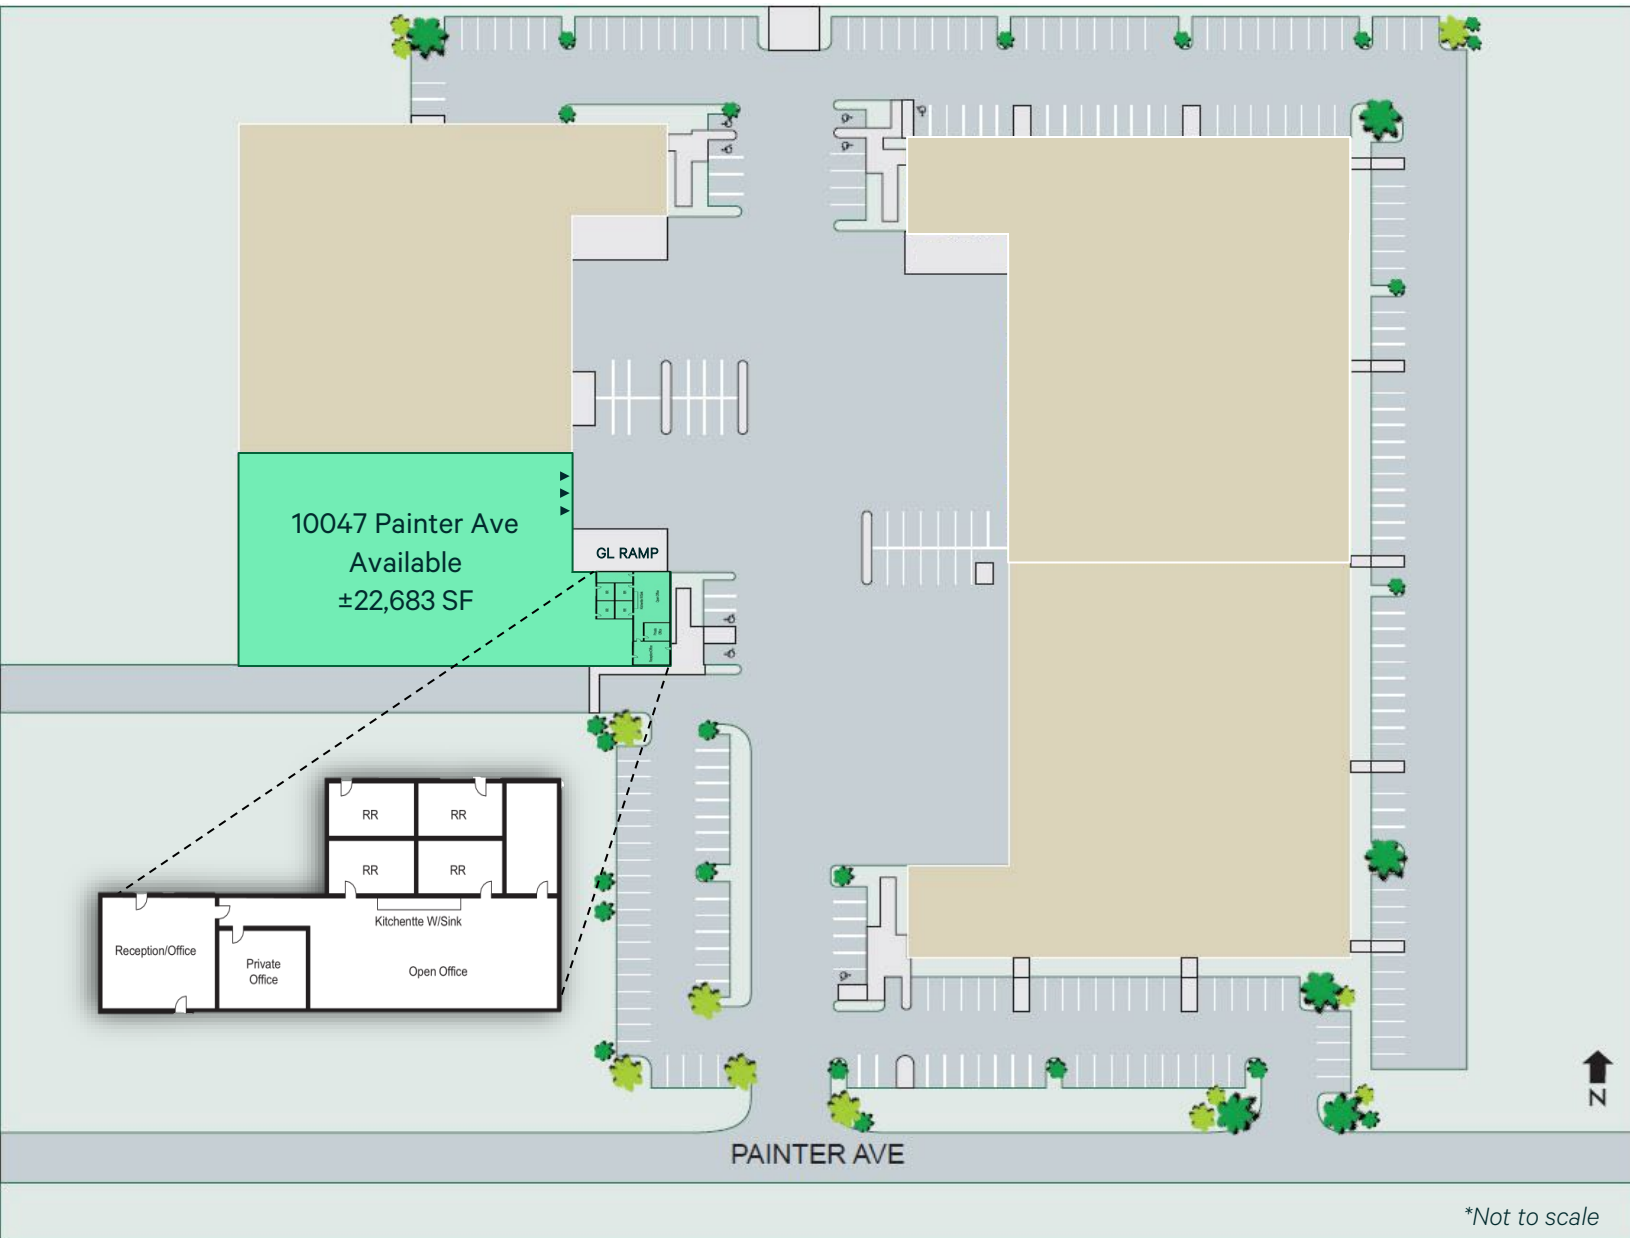 10047 Painter Ave
Available
±22,683 SF
GL RAMP
RR
RR
RR
RR
Kitchentte W/Sink
Reception/Office
Private
Office
Open Office
N
PAINTER AVE
*Not to scale